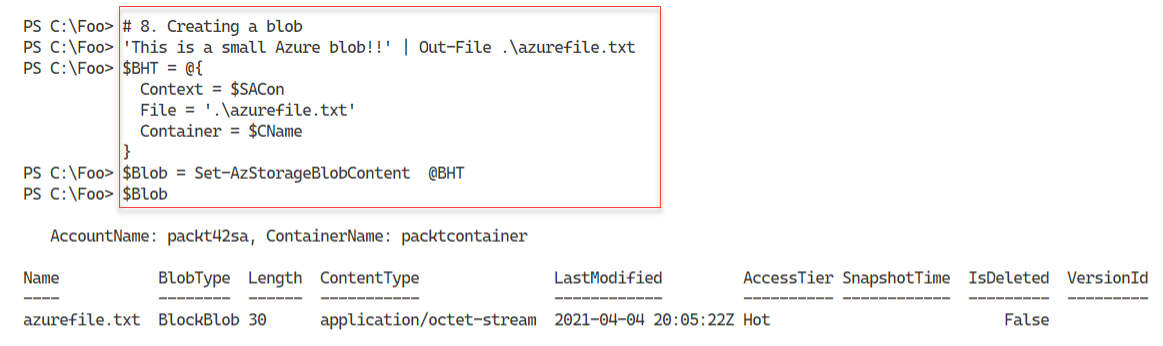 PS C:\Foo> # 8. Creating a blob
PS C:\Foo> 'This is a small Azure blob!!' | Out-File .\azurefile.txt
PS C:\Foo> $BHT = @{
  Context = $SACon
  File = '.\azurefile.txt'
  Container = $CName
}
PS C:\Foo> $Blob = Set-AzStorageBlobContent  @BHT
PS C:\Foo> $Blob
   AccountName: packt42sa, ContainerName: packtcontainer
Name           BlobType  Length  ContentType               LastModified         AccessTier SnapshotTime  IsDeleted  VersionId
----           --------  ------  -----------               ------------         ---------- ------------  ---------  ---------
azurefile.txt  BlockBlob 30      application/octet-stream  2021-04-04 20:05:22Z Hot                      False